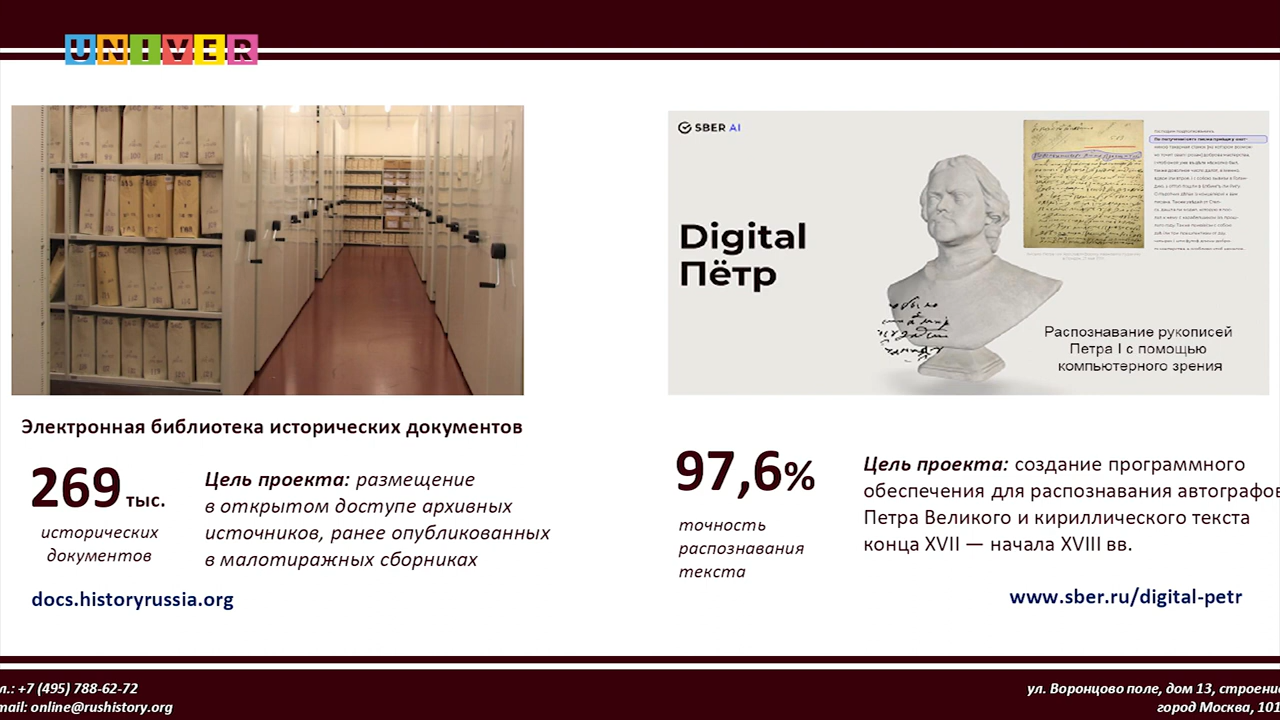 UNIVER
SBER AI
Digital
Пётр
Распознавание рукописей
Петра I с помощью
компьютерного зрения
Электронная библиотека исторических документов
269 тыс.
исторических
документов
Цель проекта: размещение
в открытом доступе архивных
источников, ранее опубликованных
в малотиражных сборниках
docs.historyrussia.org
97,6%
точность
распознавания
текста
Цель проекта: создание программного
обеспечения для распознавания автографов
Петра Великого и кириллического текста
конца XVII — начала XVIII вв.
www.sber.ru/digital-petr
л.: +7 (495) 788-62-72
mail: online@rushistory.org
ул. Воронцово поле, дом 13, строение
город Москва, 101